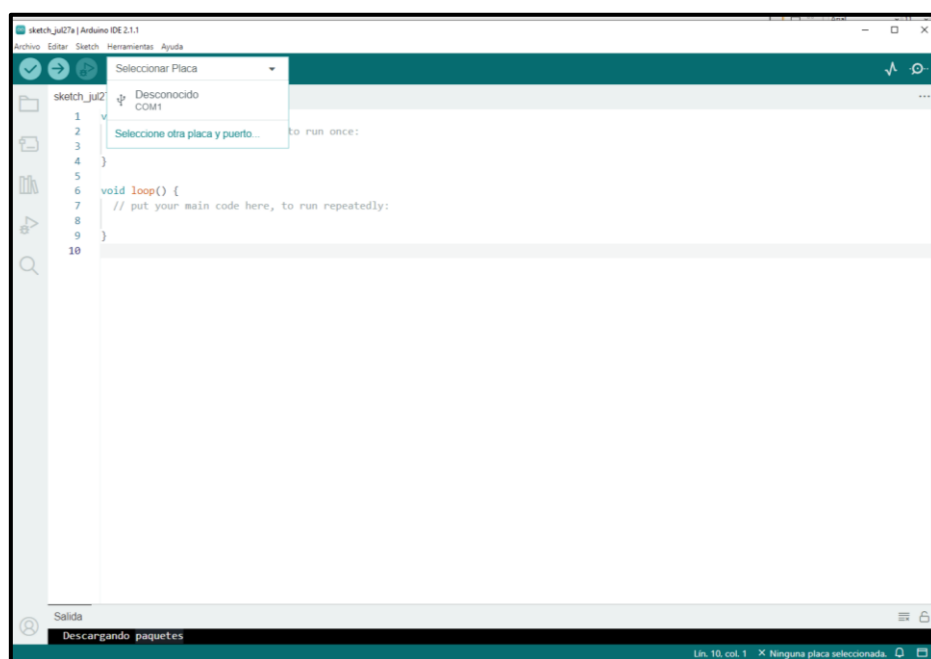 sketch_jul27a | Arduino IDE 2.1.1
Archivo Editar Sketch Herramientas Ayuda
Seleccionar Placa
sketch_jul2
Desconocido
COM1
Seleccione otra placa y puerto...
1 v
2 to run once:
3
4 }
5
6 void loop() {
7 // put your main code here, to run repeatedly:
8
9 }
10
Salida
Descargando paquetes
Lín. 10, col. 1 × Ninguna placa seleccionada.